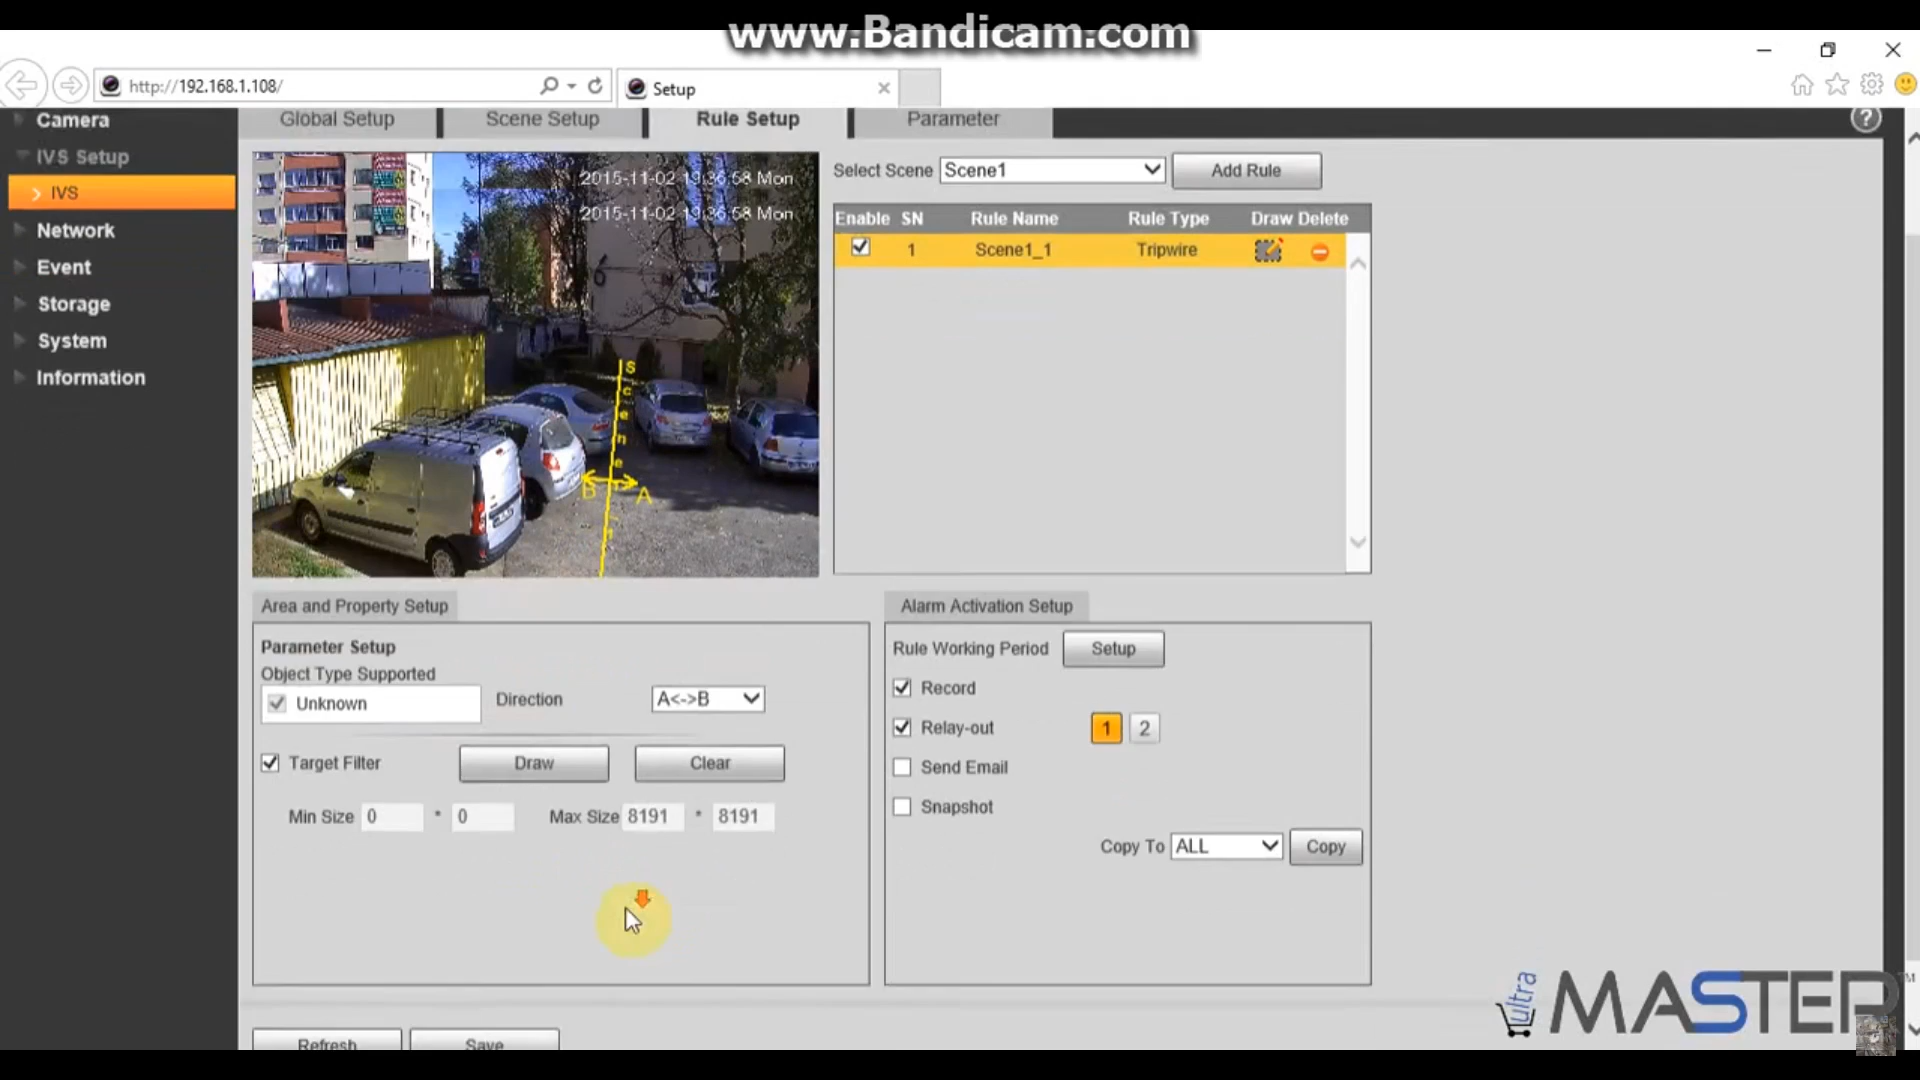 www.Bandicam.com
http://192.168.1.108/
Setup
Camera
IVS Setup
IVS
Network
Event
Storage
System
Information
Global Setup
Scene Setup
Rule Setup
Parameter
?
2015-11-02 19:36:58 Mon
2015-11-02 19:36:58 Mon
Scene1_1
B A
Select Scene Scene1 Add Rule
Enable SN Rule Name Rule Type Draw Delete
1 Scene1_1 Tripwire
Area and Property Setup
Parameter Setup
Object Type Supported
Unknown Direction A<->B
Target Filter Draw Clear
Min Size 0 * 0 Max Size 8191 * 8191
Alarm Activation Setup
Rule Working Period Setup
Record
Relay-out 1 2
Send Email
Snapshot
Copy To ALL Copy
Refresh Save
ultra MASTER TM